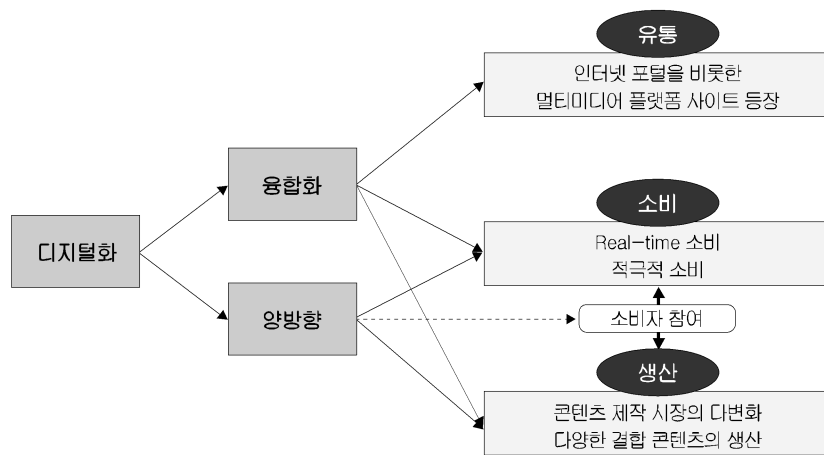 유통
인터넷 포털을 비롯한
멀티미디어 플랫폼 사이트 등장
융합화
소비
Real-time 소비
적극적 소비
디지털화
양방향
소비자 참여
생산
콘텐츠 제작 시장의 다변화
다양한 결합 콘텐츠의 생산